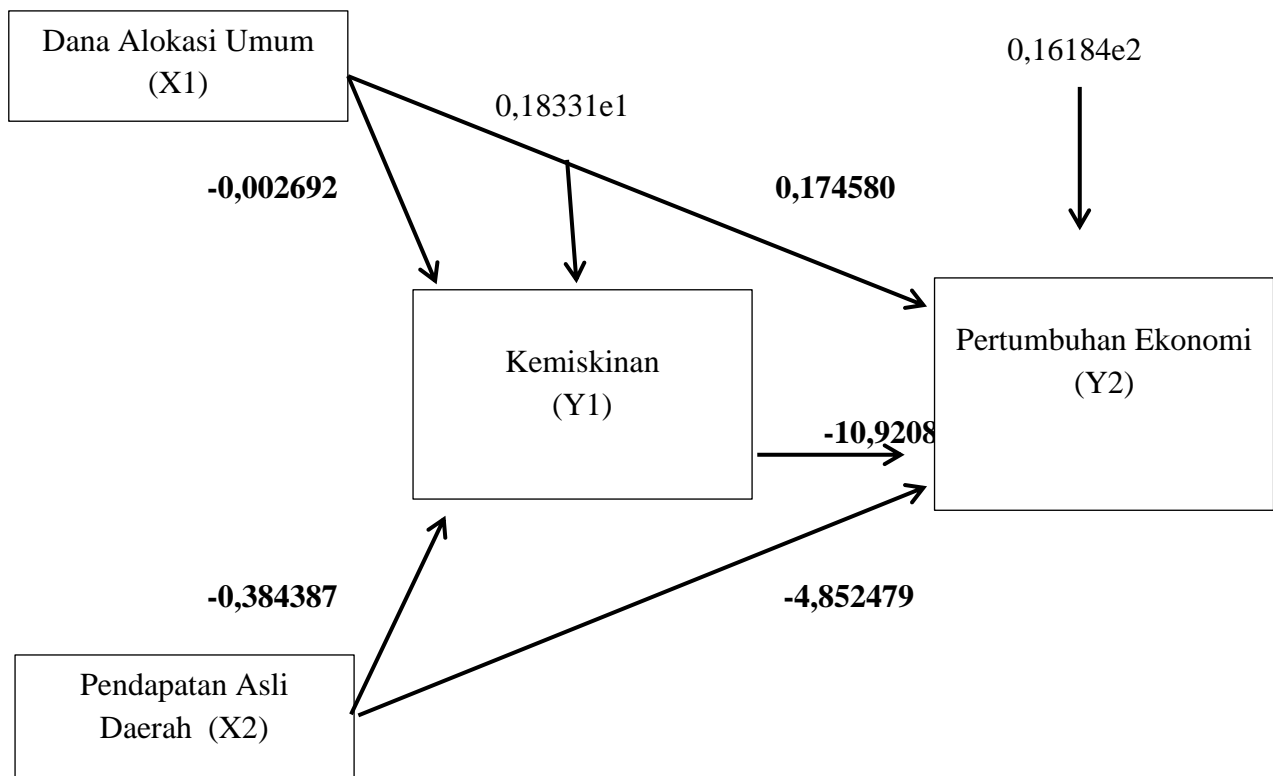 Dana Alokasi Umum
(X1)
0,16184e2
0,18331e1
-0,002692
0,174580
Kemiskinan
(Y1)
Pertumbuhan Ekonomi
(Y2)
-10,9208
-0,384387
-4,852479
Pendapatan Asli
Daerah (X2)